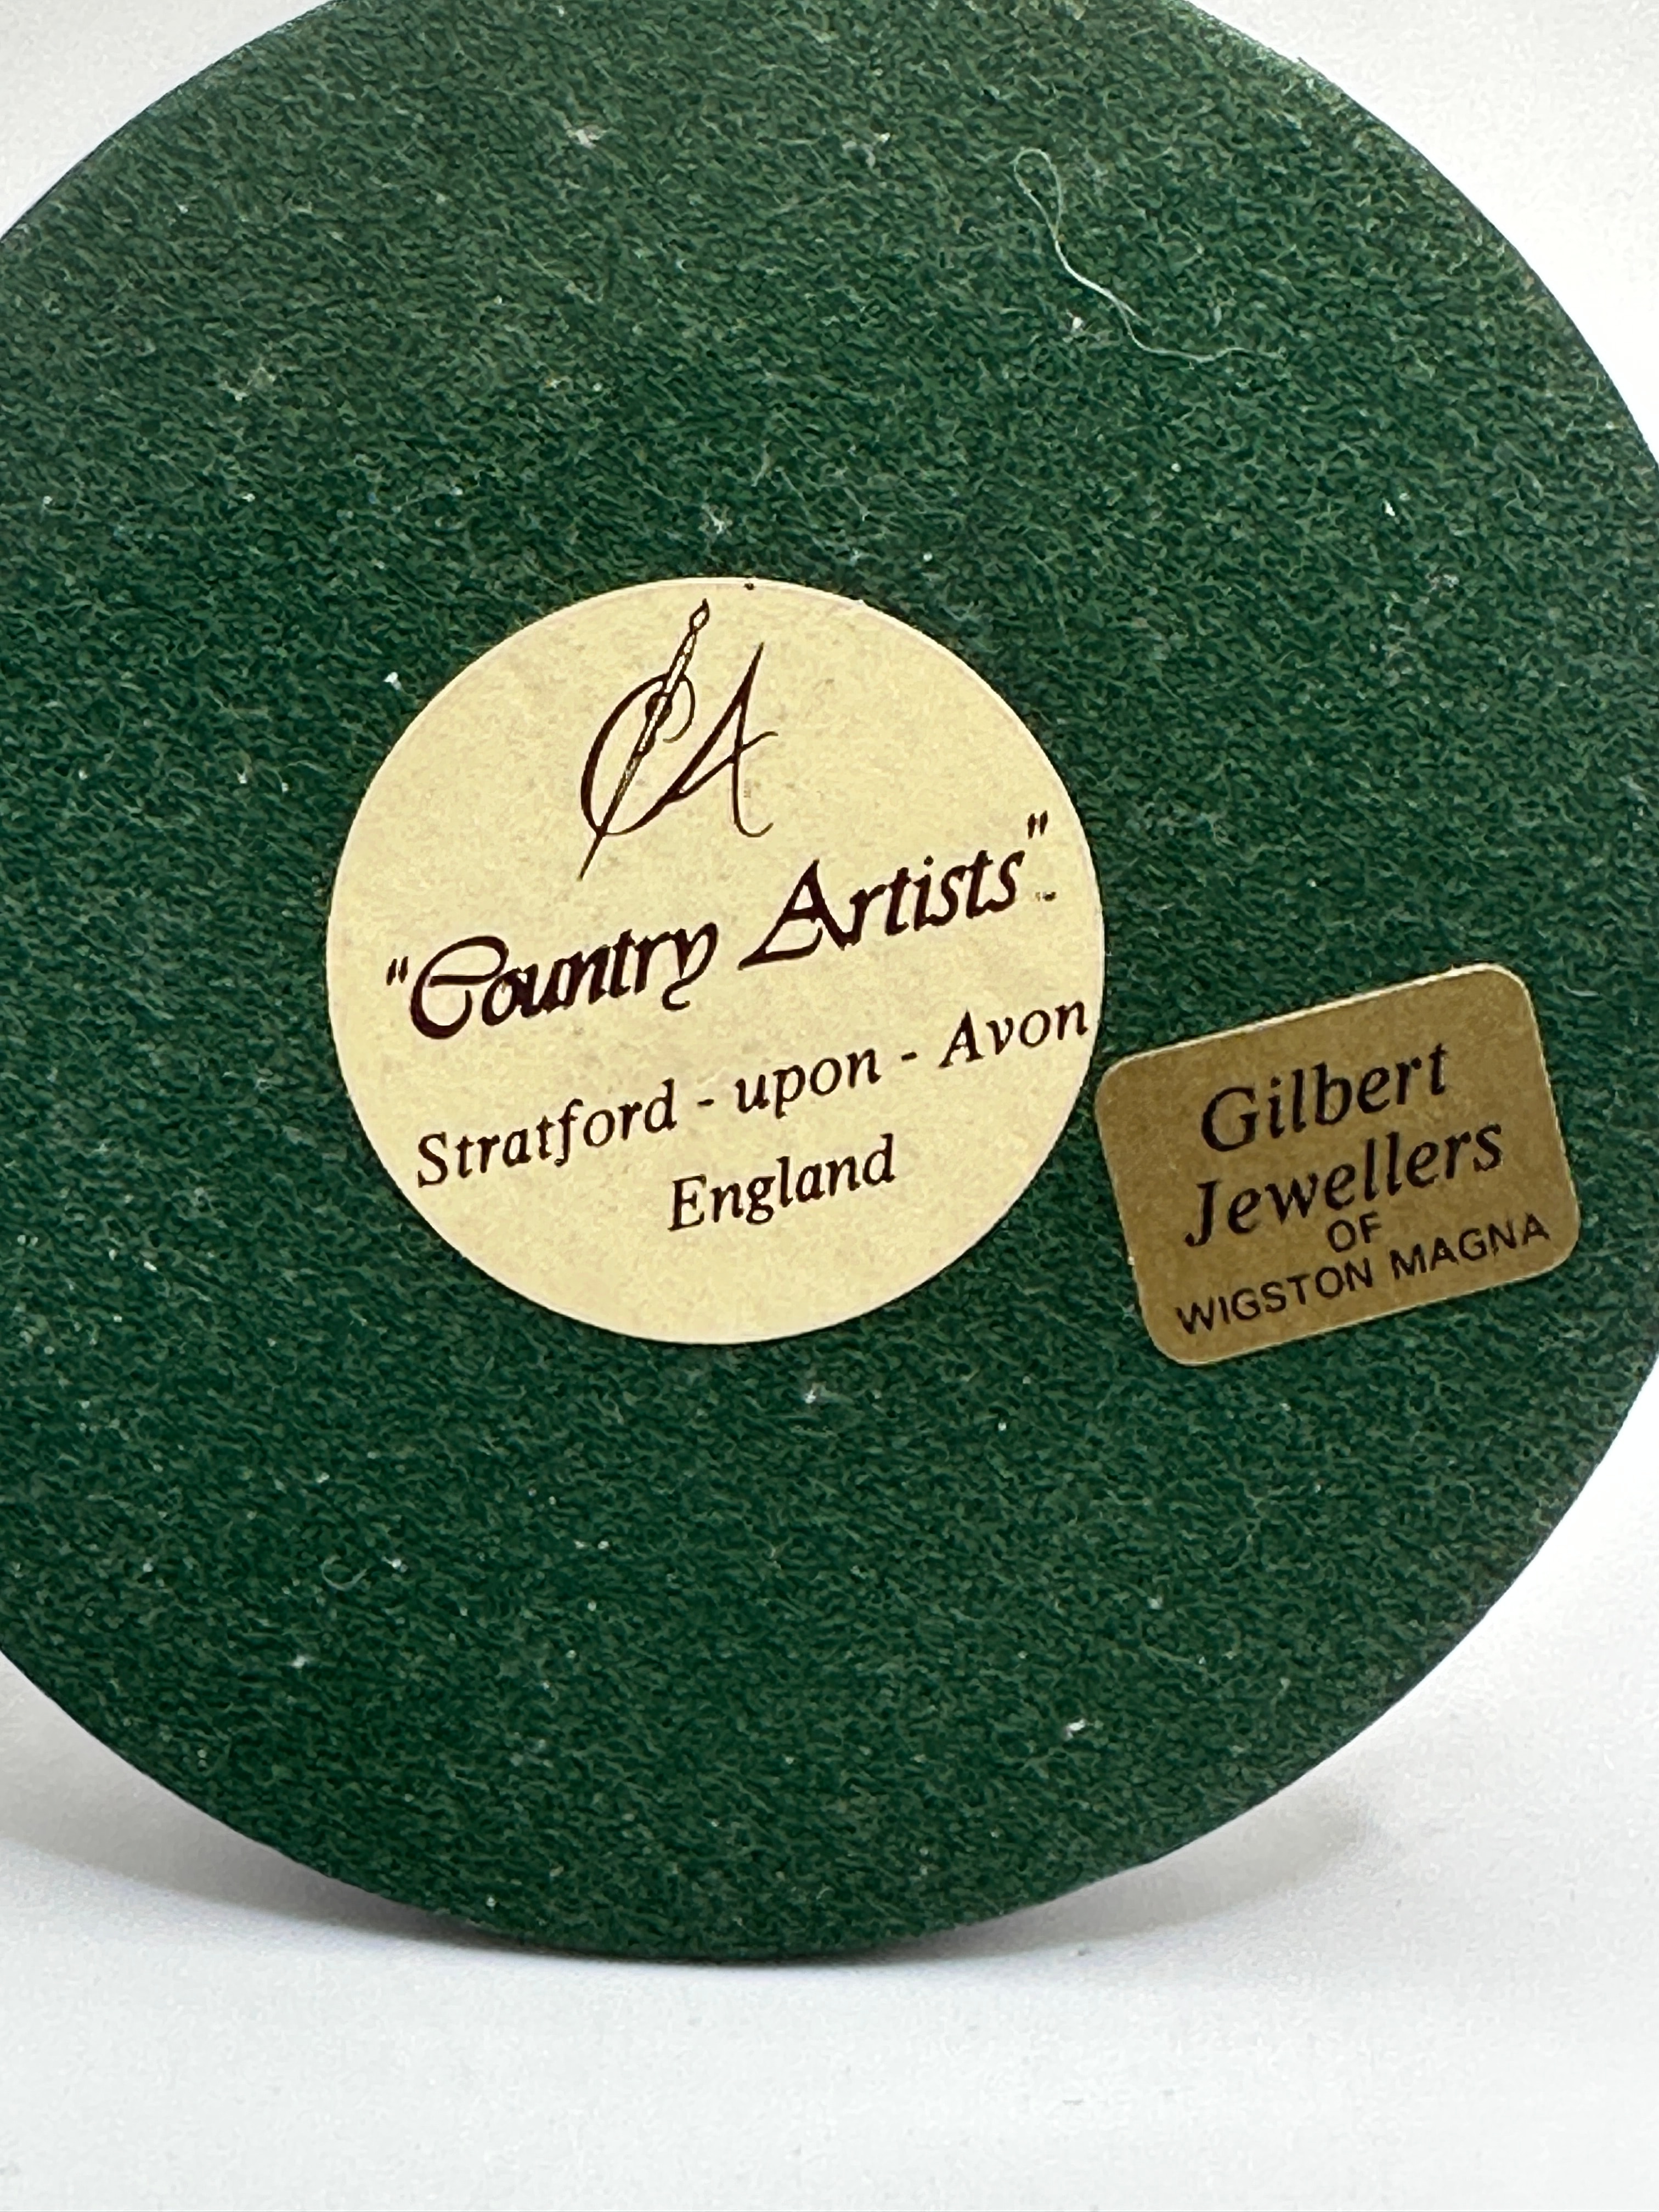 CA
"Country Artists"
Stratford - upon - Avon
England
Gilbert
Jewellers
OF
WIGSTON MAGNA